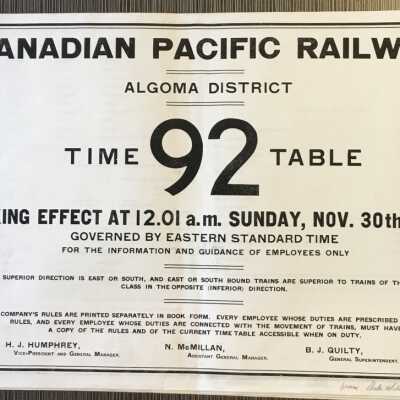 ANADIAN PACIFIC RAILW
ALGOMA DISTRICT
TIME 92 TABLE
KING EFFECT AT 12.01 a.m. SUNDAY, NOV. 30th
GOVERNED BY EASTERN STANDARD TIME
FOR THE INFORMATION AND GUIDANCE OF EMPLOYEES ONLY
SUPERIOR DIRECTION IS EAST OR SOUTH, AND EAST OR SOUTH BOUND TRAINS ARE SUPERIOR TO TRAINS OF THE
CLASS IN THE OPPOSITE (INFERIOR) DIRECTION.
COMPANY'S RULES ARE PRINTED SEPARATELY IN BOOK FORM. EVERY EMPLOYEE WHOSE DUTIES ARE PRESCRIBED
RULES, AND EVERY EMPLOYEE WHOSE DUTIES ARE CONNECTED WITH THE MOVEMENT OF TRAINS, MUST HAVE
A COPY OF THE RULES AND OF THE CURRENT TIME TABLE ACCESSIBLE WHEN ON DUTY.
H. J. HUMPHREY, N. McMILLAN, B. J. QUILTY,
VICE-PRESIDENT AND GENERAL MANAGER. ASSISTANT GENERAL MANAGER. GENERAL SUPERINTENDENT.